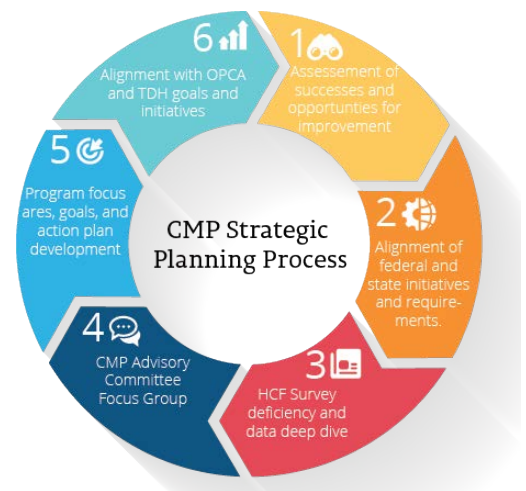 CMP Strategic
Planning Process
1
Assessement of
successes and
opportunties for
improvement
2
Alignment of
federal and
state initiatives
and require-
ments.
3
HCF Survey
deficiency and
data deep dive
4
CMP Advisory
Committee
Focus Group
5
Program focus
ares, goals, and
action plan
development
6
Alignment with OPCA
and TDH goals and
initiatives